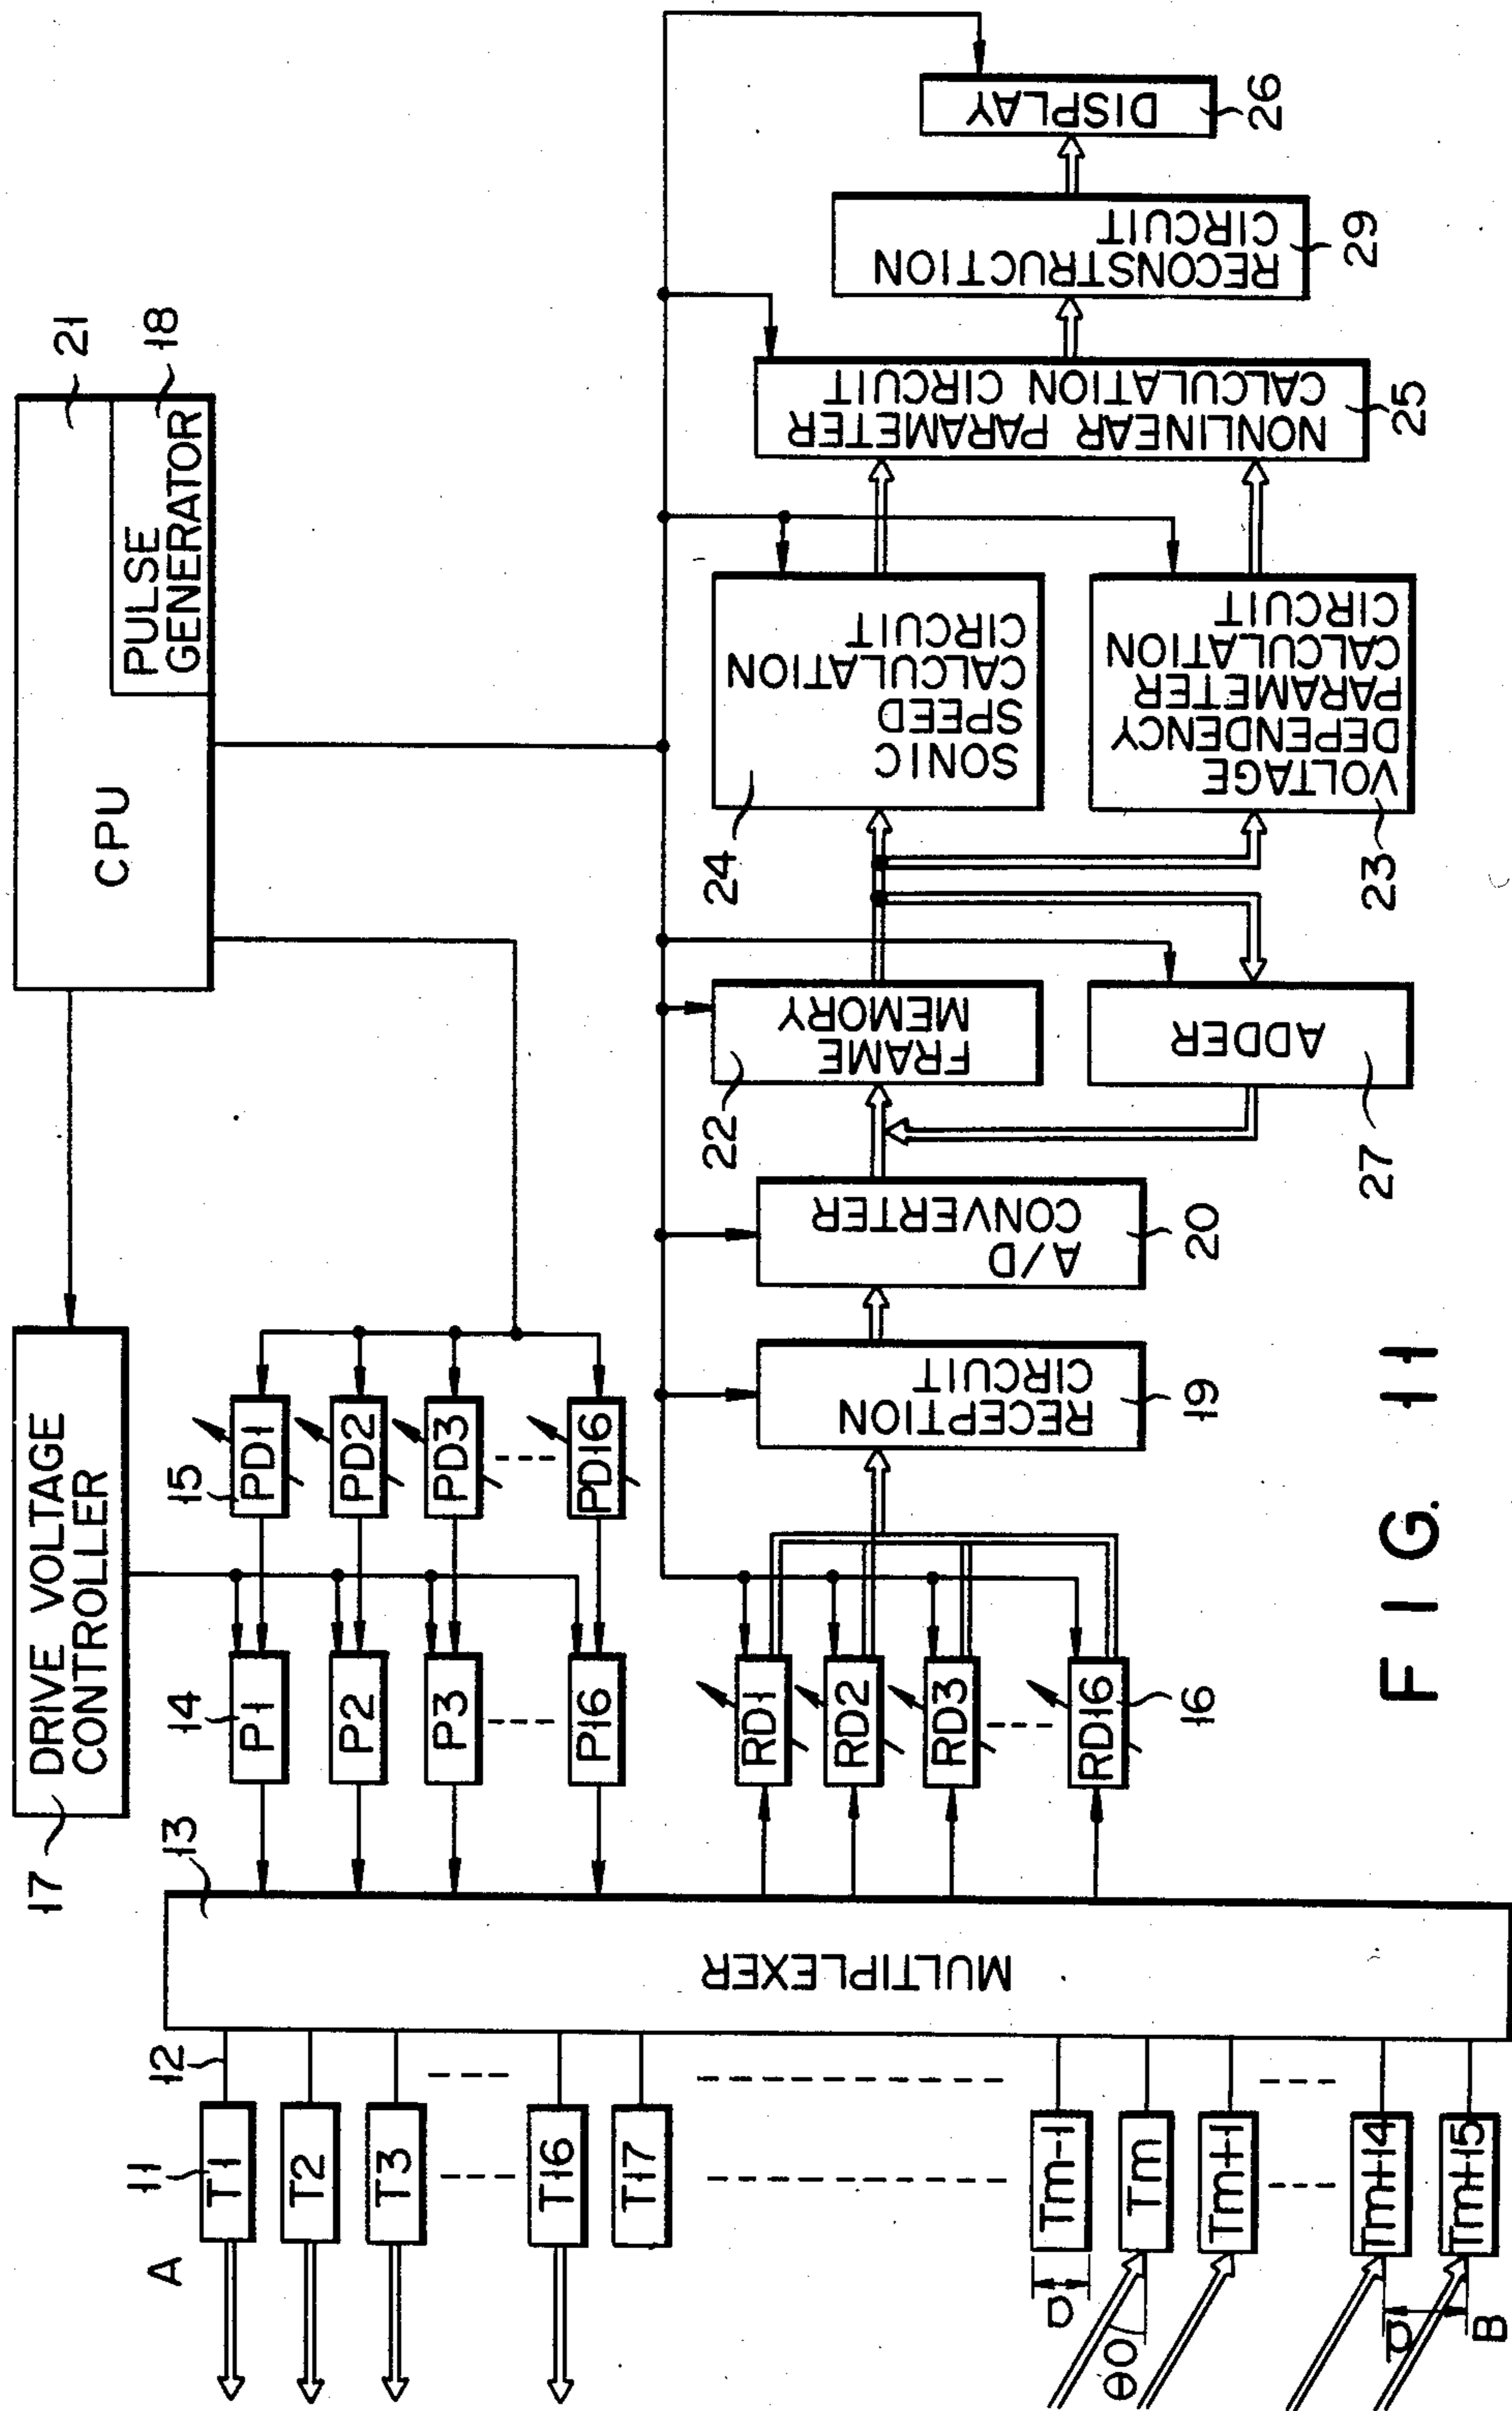 17
DRIVE VOLTAGE
CONTROLLER
CPU
21
PULSE
GENERATOR
18
11
12
13
14
15
A
T1
T2
T3
T16
T17
Tm-1
Tm
Tm+1
Tm+14
Tm+15
a
θ0
d
B
MULTIPLEXER
P1
P2
P3
P16
PD1
PD2
PD3
PD16
RD1
RD2
RD3
RD16
16
RECEPTION
CIRCUIT
19
A/D
CONVERTER
20
FRAME
MEMORY
22
ADDER
27
SONIC
SPEED
CALCULATION
CIRCUIT
24
VOLTAGE
DEPENDENCY
PARAMETER
CALCULATION
CIRCUIT
23
NONLINEAR PARAMETER
CALCULATION CIRCUIT
25
RECONSTRUCTION
CIRCUIT
29
DISPLAY
26
FIG. 11